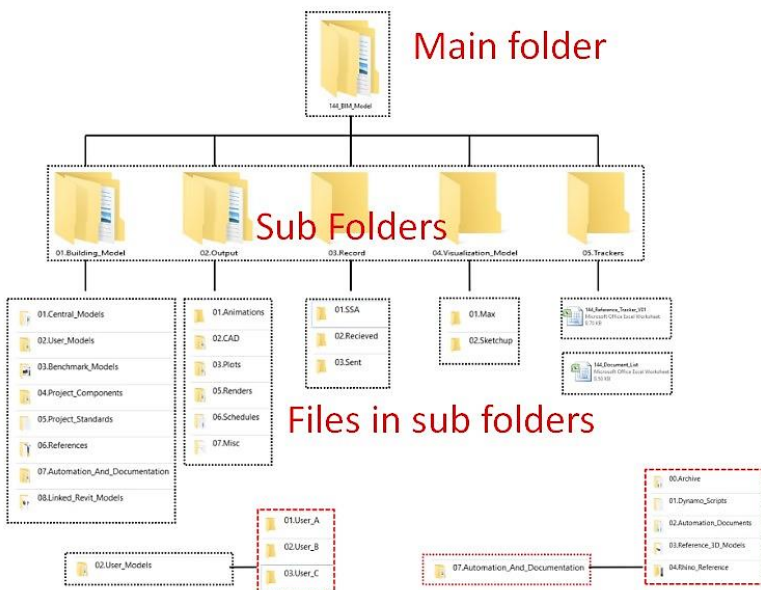 Main folder
144_BIM_Model
Sub Folders
01.Building_Model
02.Output
03.Record
04.Visualization_Model
05.Trackers
01.Central_Models
02.User_Models
03.Benchmark_Models
04.Project_Components
05.Project_Standards
06.References
07.Automation_And_Documentation
08.Linked_Revit_Models
01.Animations
02.CAD
03.Plots
05.Renders
06.Schedules
07.Misc
01.SSA
02.Recieved
03.Sent
01.Max
02.Sketchup
144_Reference_Tracker_V01
Microsoft Office Excel Worksheet
144_Document_List
Microsoft Office Excel Worksheet
Files in sub folders
02.User_Models
01.User_A
02.User_B
03.User_C
07.Automation_And_Documentation
00.Archive
01.Dynamo_Scripts
02.Automation_Documents
03.Reference_3D_Models
04.Rhino_Reference